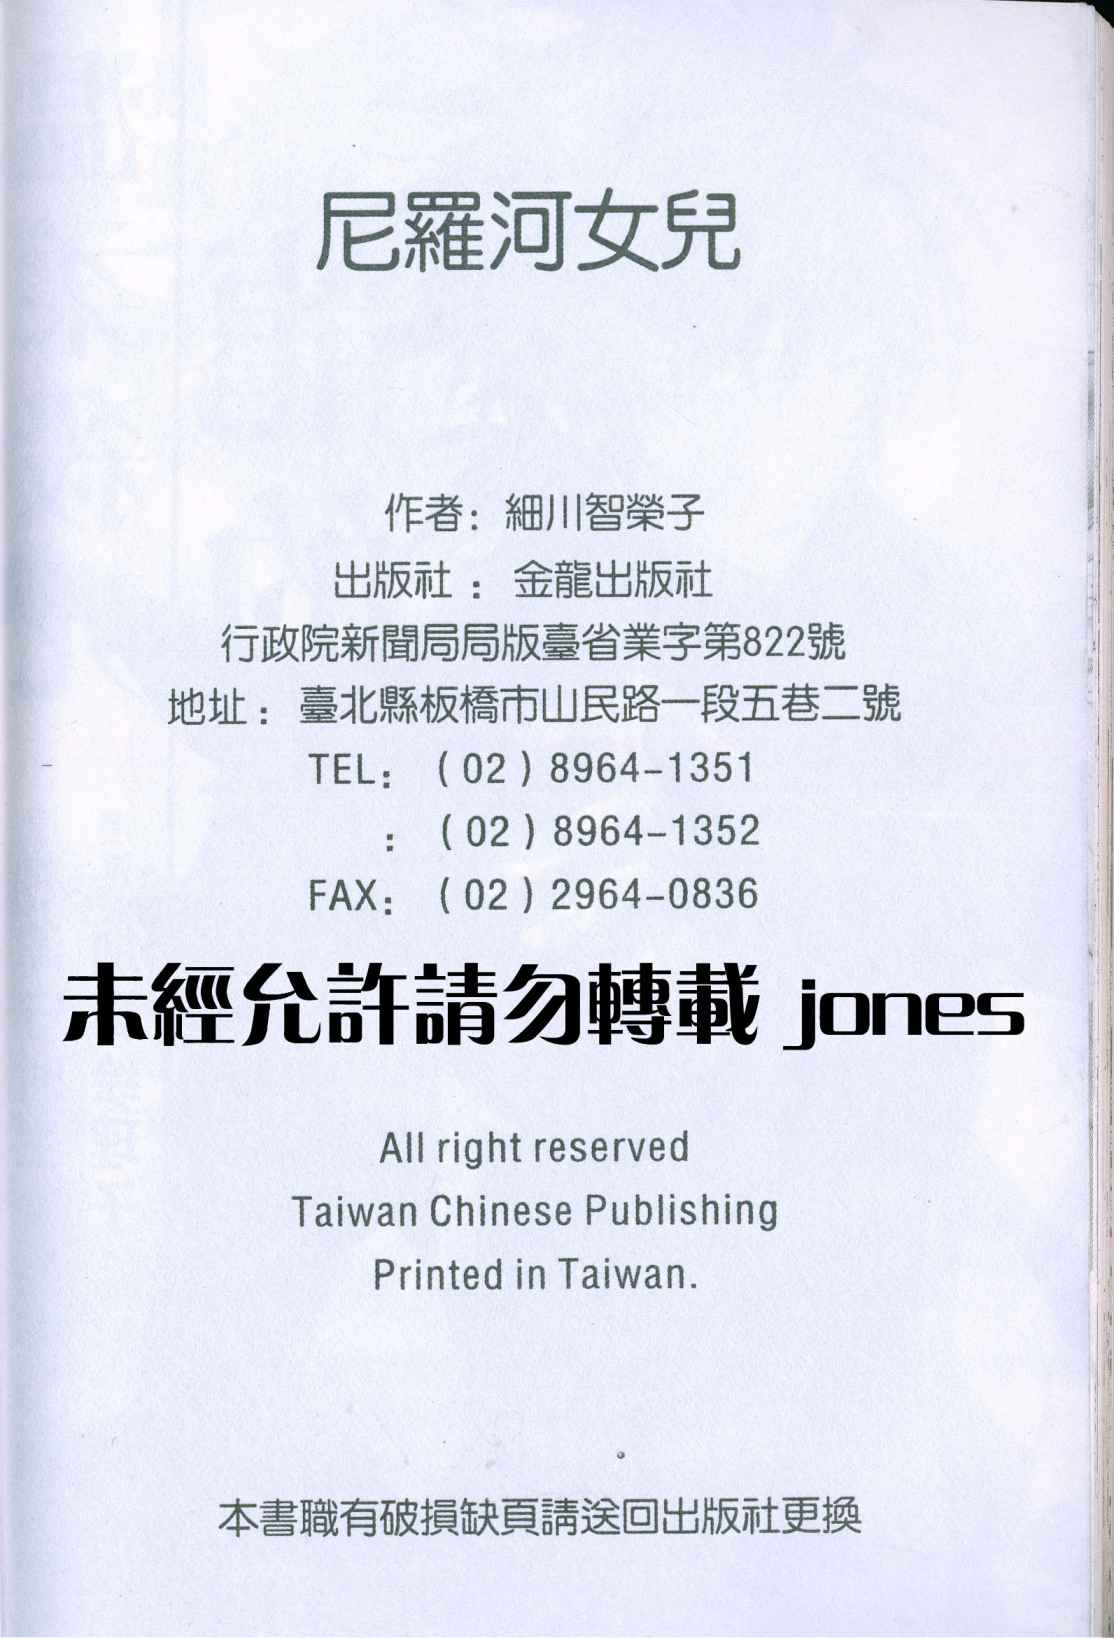 尼羅河女兒
作者: 細川智榮子
出版社 : 金龍出版社
行政院新聞局局版臺省業字第822號
地址 : 臺北縣板橋市山民路一段五巷二號
TEL: (02) 8964-1351
: (02) 8964-1352
FAX: (02) 2964-0836
未經允許請勿轉載 jones
All right reserved
Taiwan Chinese Publishing
Printed in Taiwan.
本書職有破損缺頁請送回出版社更換